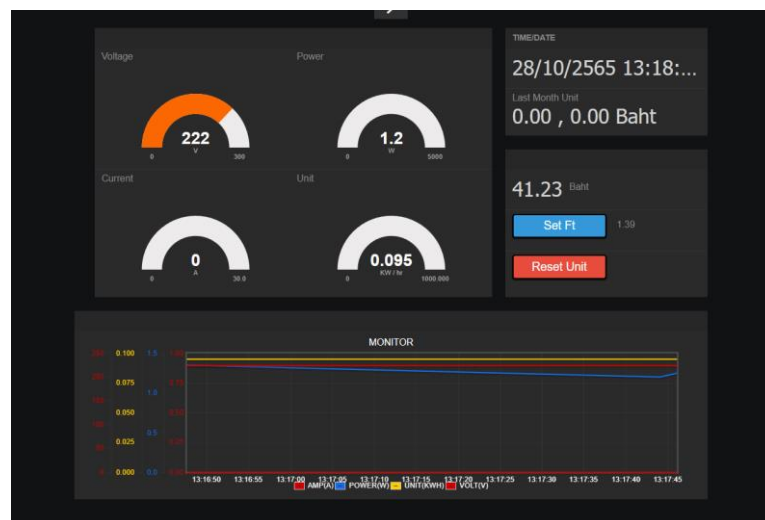 Voltage
Power
222
V
0
300
1.2
W
0
5000
Current
Unit
0
A
0
30.0
0.095
KW / hr
0
1000.000
TIME/DATE
28/10/2565 13:18:...
Last Month Unit
0.00 , 0.00 Baht
41.23 Baht
Set Ft 1.39
Reset Unit
MONITOR
0.100 1.5
0.075
1.0
0.050
0.5
0.025
0.000 0.0
13:16:50 13:16:55 13:17:00 13:17:05 13:17:10 13:17:15 13:17:20 13:17:25 13:17:30 13:17:35 13:17:40 13:17:45
AMP(A) POWER(W) UNIT(KWH) VOLT(V)